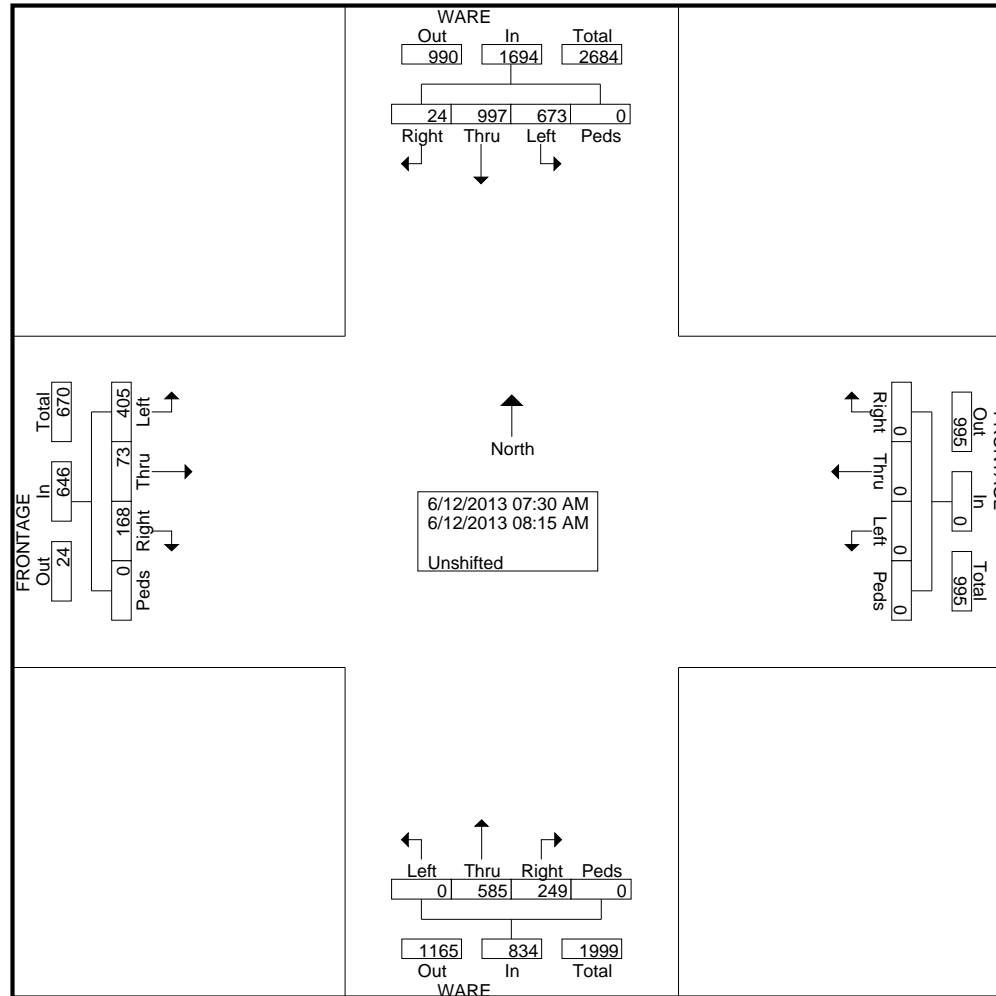 WARE
Out In Total
990 1694 2684
24 997 673 0
Right Thru Left Peds
FRONTAGE
Total In Out
670 646 24
405 73 168 0
Left Thru Right Peds
North
6/12/2013 07:30 AM
6/12/2013 08:15 AM
Unshifted
Right Thru Left Peds
0 0 0 0
Out In Total
995 0 995
Left Thru Right Peds
0 585 249 0
1165 834 1999
Out In Total
WARE